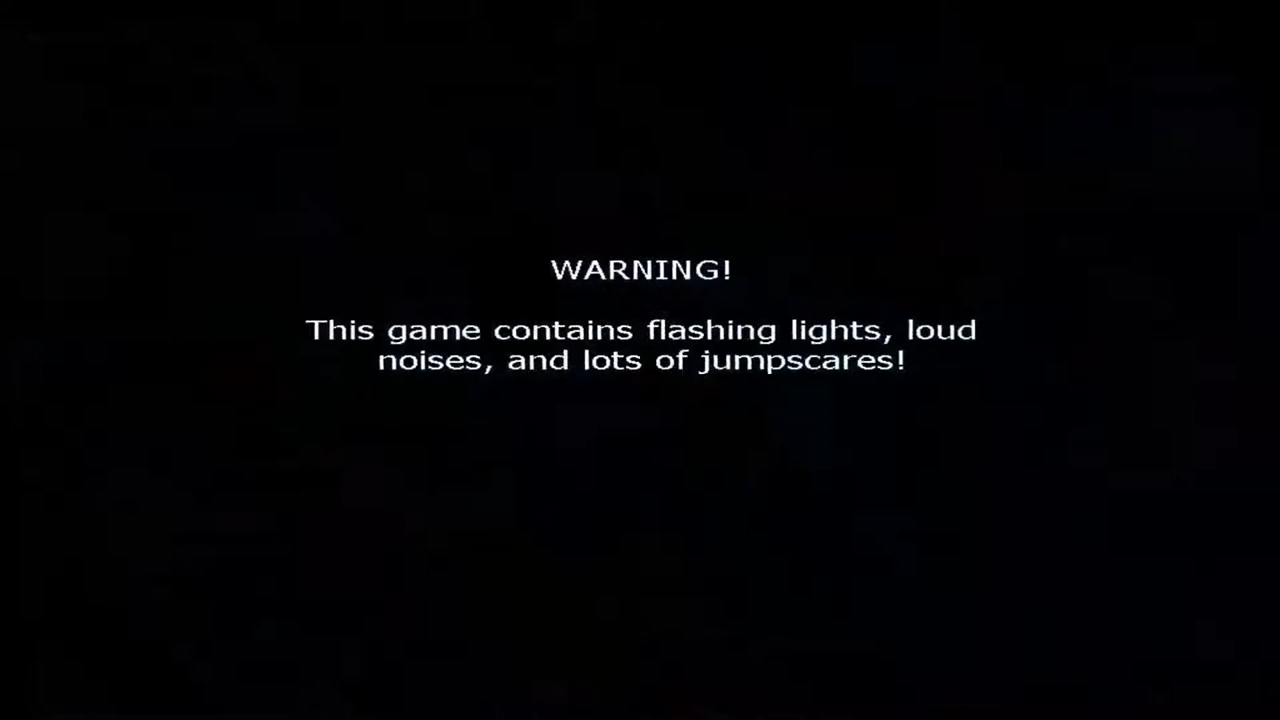 WARNING!
This game contains flashing lights, loud
noises, and lots of jumpscares!